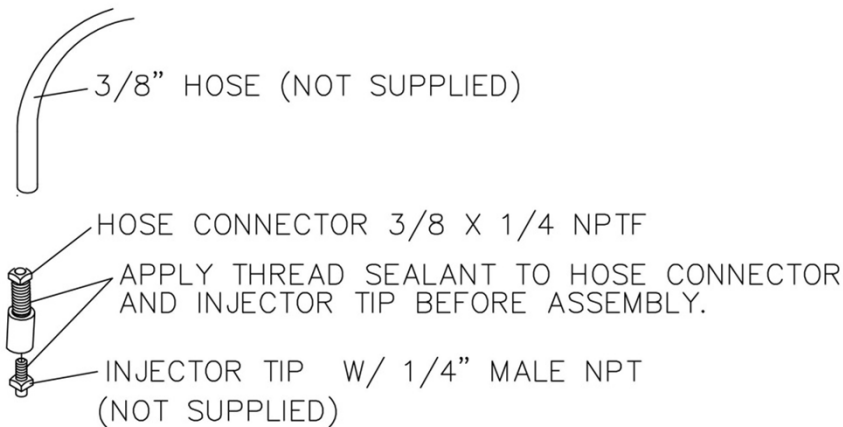 3/8” HOSE (NOT SUPPLIED)
HOSE CONNECTOR 3/8 X 1/4 NPTF
APPLY THREAD SEALANT TO HOSE CONNECTOR
AND INJECTOR TIP BEFORE ASSEMBLY.
INJECTOR TIP W/ 1/4” MALE NPT
(NOT SUPPLIED)